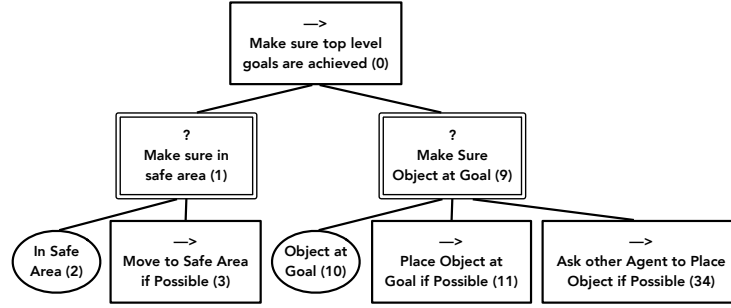 —>
Make sure top level
goals are achieved (0)
?
Make sure in
safe area (1)
?
Make Sure
Object at Goal (9)
In Safe
Area (2)
—>
Move to Safe Area
if Possible (3)
Object at
Goal (10)
—>
Place Object at
Goal if Possible (11)
—>
Ask other Agent to Place
Object if Possible (34)